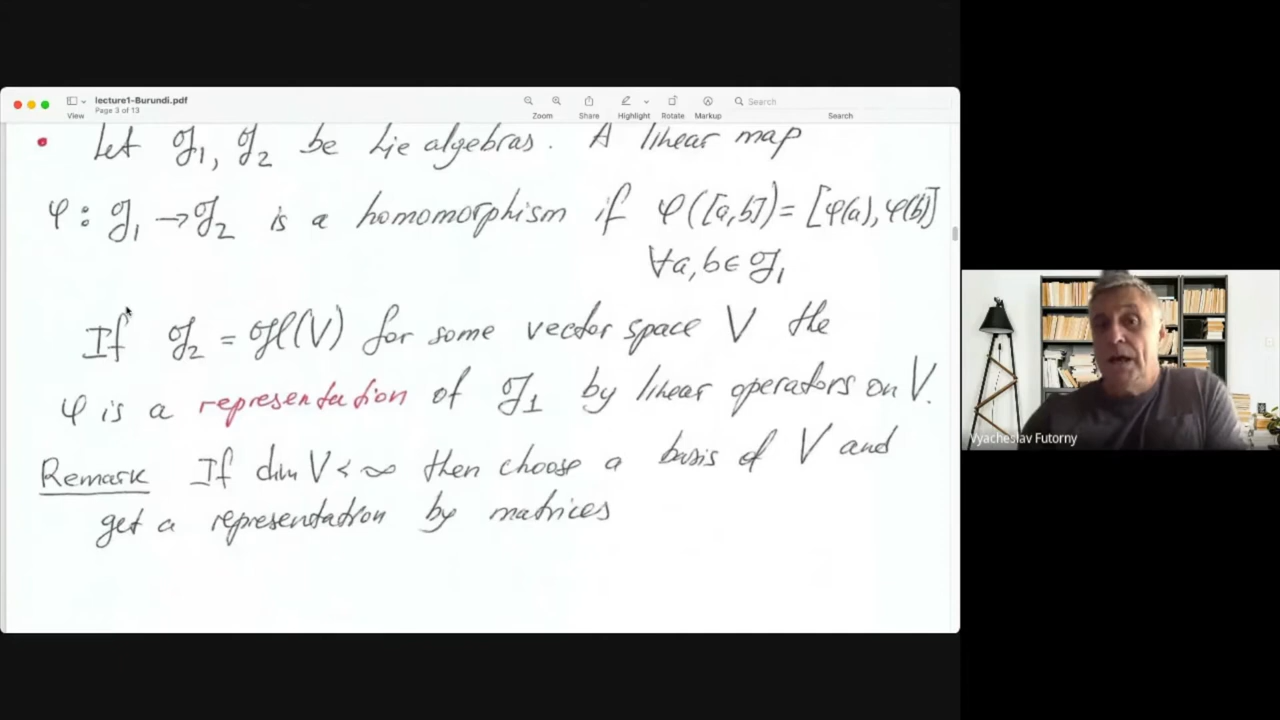 lecture1-Burundi.pdf
Page 3 of 13
View
Zoom
Share
Highlight
Rotate
Markup
Search
Search
• Let 𝔤₁, 𝔤₂ be Lie algebras. A linear map
φ : 𝔤₁ → 𝔤₂ is a homomorphism if φ([a,b]) = [φ(a), φ(b)]
∀a, b ∈ 𝔤₁
If 𝔤₂ = 𝔤𝔩(V) for some vector space V the
φ is a representation of 𝔤₁ by linear operators on V.
Remark If dim V < ∞ then choose a basis of V and
get a representation by matrices
Vyacheslav Futorny